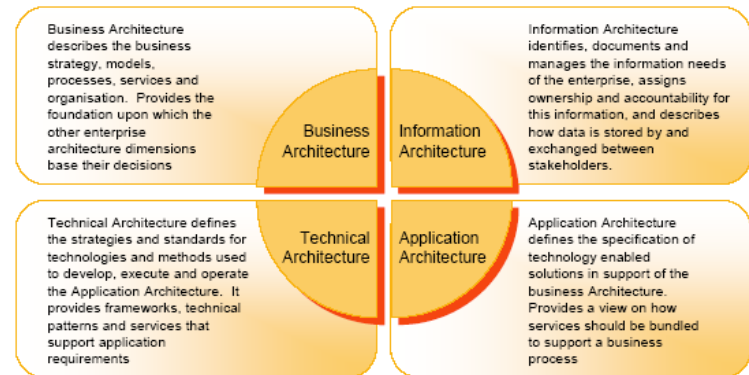 Business Architecture
describes the business
strategy, models,
processes, services and
organisation. Provides the
foundation upon which the
other enterprise
architecture dimensions
base their decisions
Business
Architecture
Information
Architecture
Information Architecture
identifies, documents and
manages the information needs
of the enterprise, assigns
ownership and accountability for
this information, and describes
how data is stored by and
exchanged between
stakeholders.
Technical Architecture defines
the strategies and standards for
technologies and methods used
to develop, execute and operate
the Application Architecture. It
provides frameworks, technical
patterns and services that
support application
requirements
Technical
Architecture
Application
Architecture
Application Architecture
defines the specification of
technology enabled
solutions in support of the
business Architecture.
Provides a view on how
services should be bundled
to support a business
process